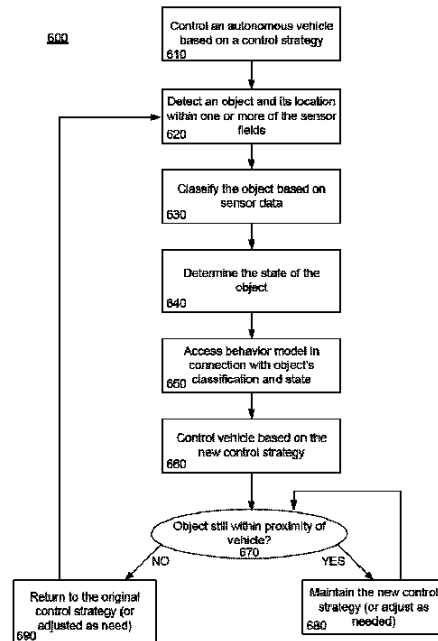 600
Control an autonomous vehicle
based on a control strategy
610
Detect an object and its location
within one or more of the sensor
fields
620
Classify the object based on
sensor data
630
Determine the state of the
object
640
Access behavior model in
connection with object's
classification and state
650
Control vehicle based on the
new control strategy
660
Object still within proximity of
vehicle?
670
NO
YES
Return to the original
control strategy (or
adjusted as need)
690
Maintain the new control
strategy (or adjust as
needed)
680